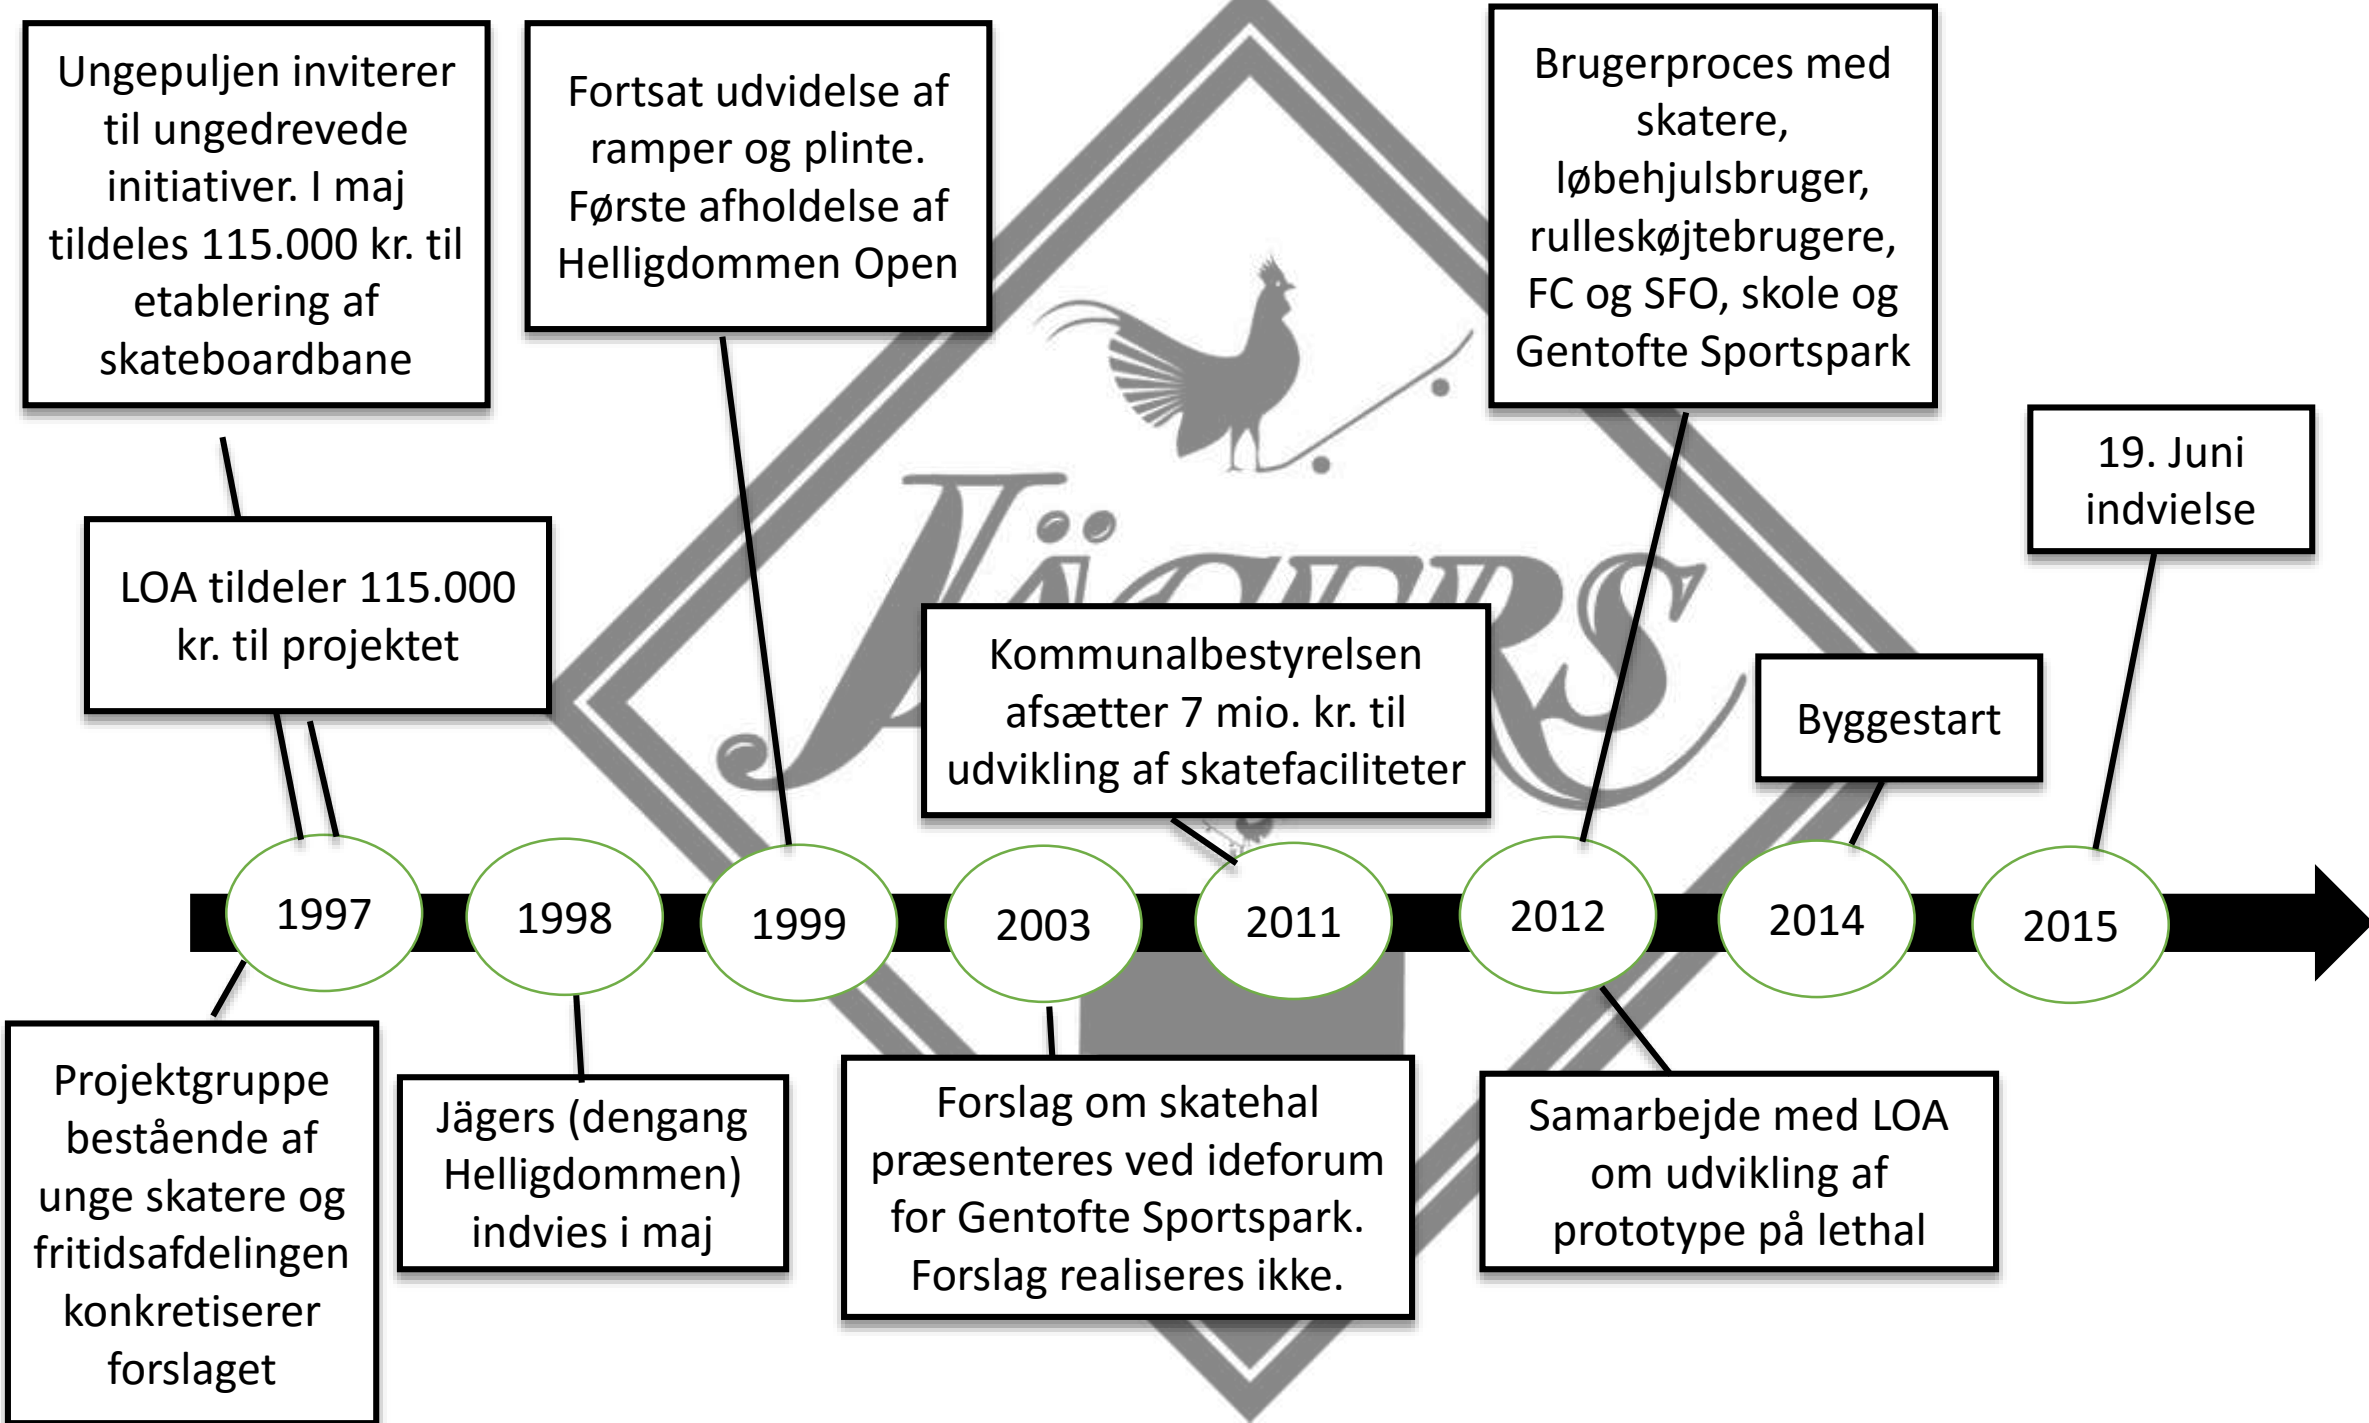 Ungepuljen inviterer
til ungedrevede
initiativer. I maj
tildeles 115.000 kr. til
etablering af
skateboardbane
Fortsat udvidelse af
ramper og plinte.
Første afholdelse af
Helligdommen Open
Brugerproces med
skatere,
løbehjulsbruger,
rulleskøjtebrugere,
FC og SFO, skole og
Gentofte Sportspark
19. Juni
indvielse
LOA tildeler 115.000
kr. til projektet
JÄGERS
Kommunalbestyrelsen
afsætter 7 mio. kr. til
udvikling af skatefaciliteter
Byggestart
1997
1998
1999
2003
2011
2012
2014
2015
Projektgruppe
bestående af
unge skatere og
fritidsafdelingen
konkretiserer
forslaget
Jägers (dengang
Helligdommen)
indvies i maj
Forslag om skatehal
præsenteres ved ideforum
for Gentofte Sportspark.
Forslag realiseres ikke.
Samarbejde med LOA
om udvikling af
prototype på lethal